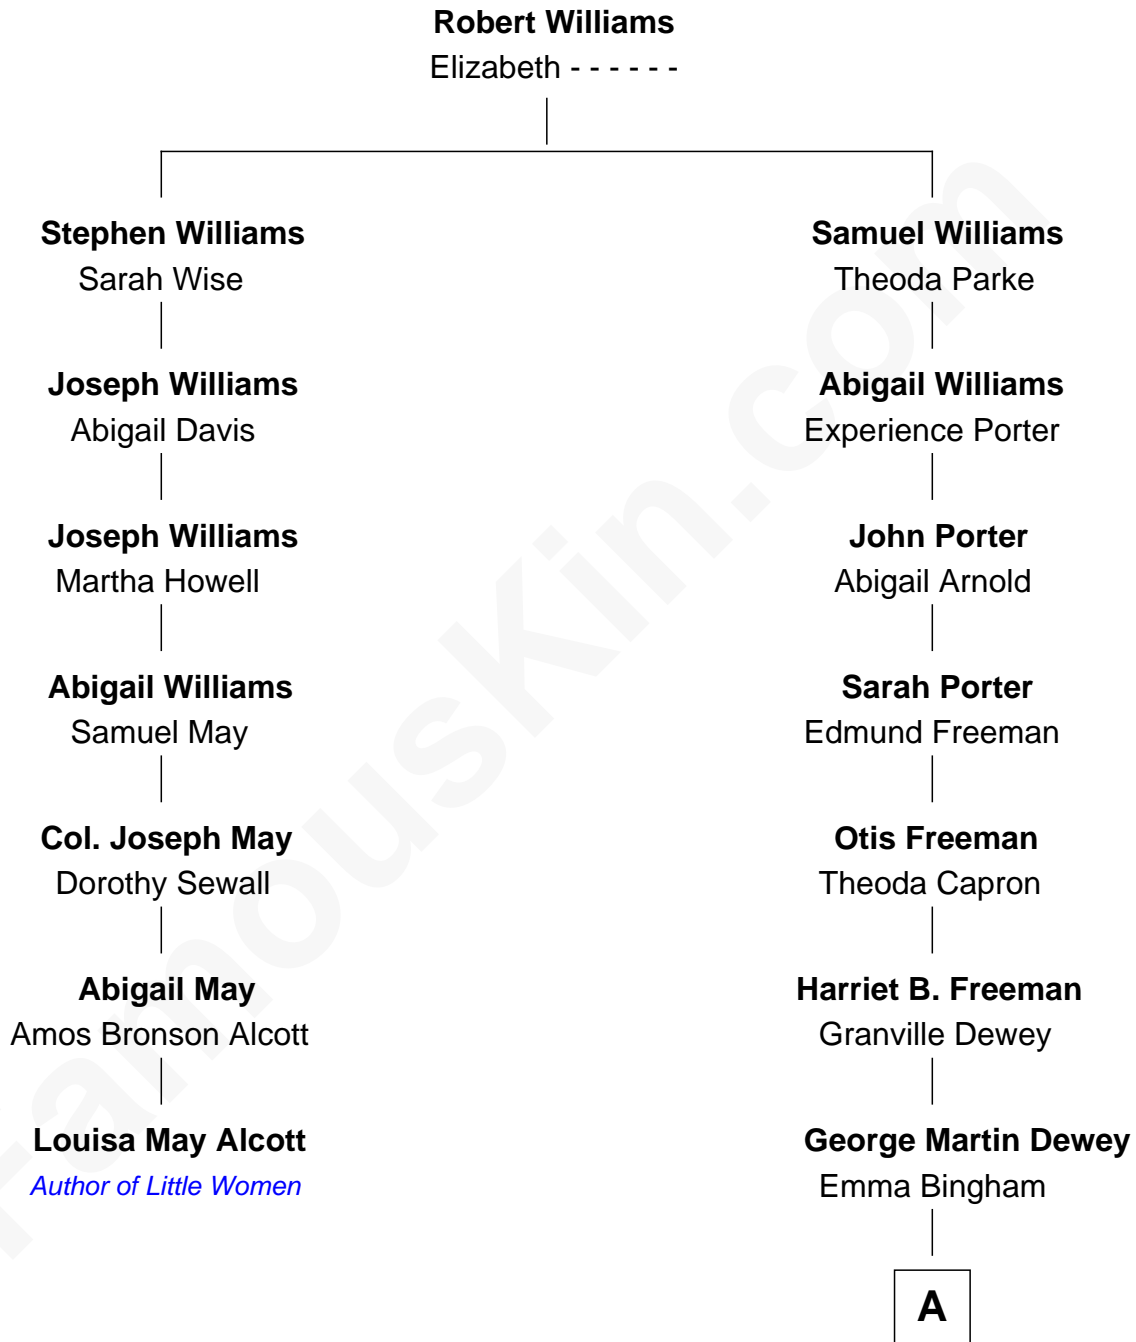 Robert Williams
Elizabeth - - - - - -
Stephen Williams
Sarah Wise
Samuel Williams
Theoda Parke
Joseph Williams
Abigail Davis
Abigail Williams
Experience Porter
Joseph Williams
Martha Howell
John Porter
Abigail Arnold
Abigail Williams
Samuel May
Sarah Porter
Edmund Freeman
Col. Joseph May
Dorothy Sewall
Otis Freeman
Theoda Capron
Abigail May
Amos Bronson Alcott
Harriet B. Freeman
Granville Dewey
Louisa May Alcott
Author of Little Women
George Martin Dewey
Emma Bingham
A
FamousKin.com